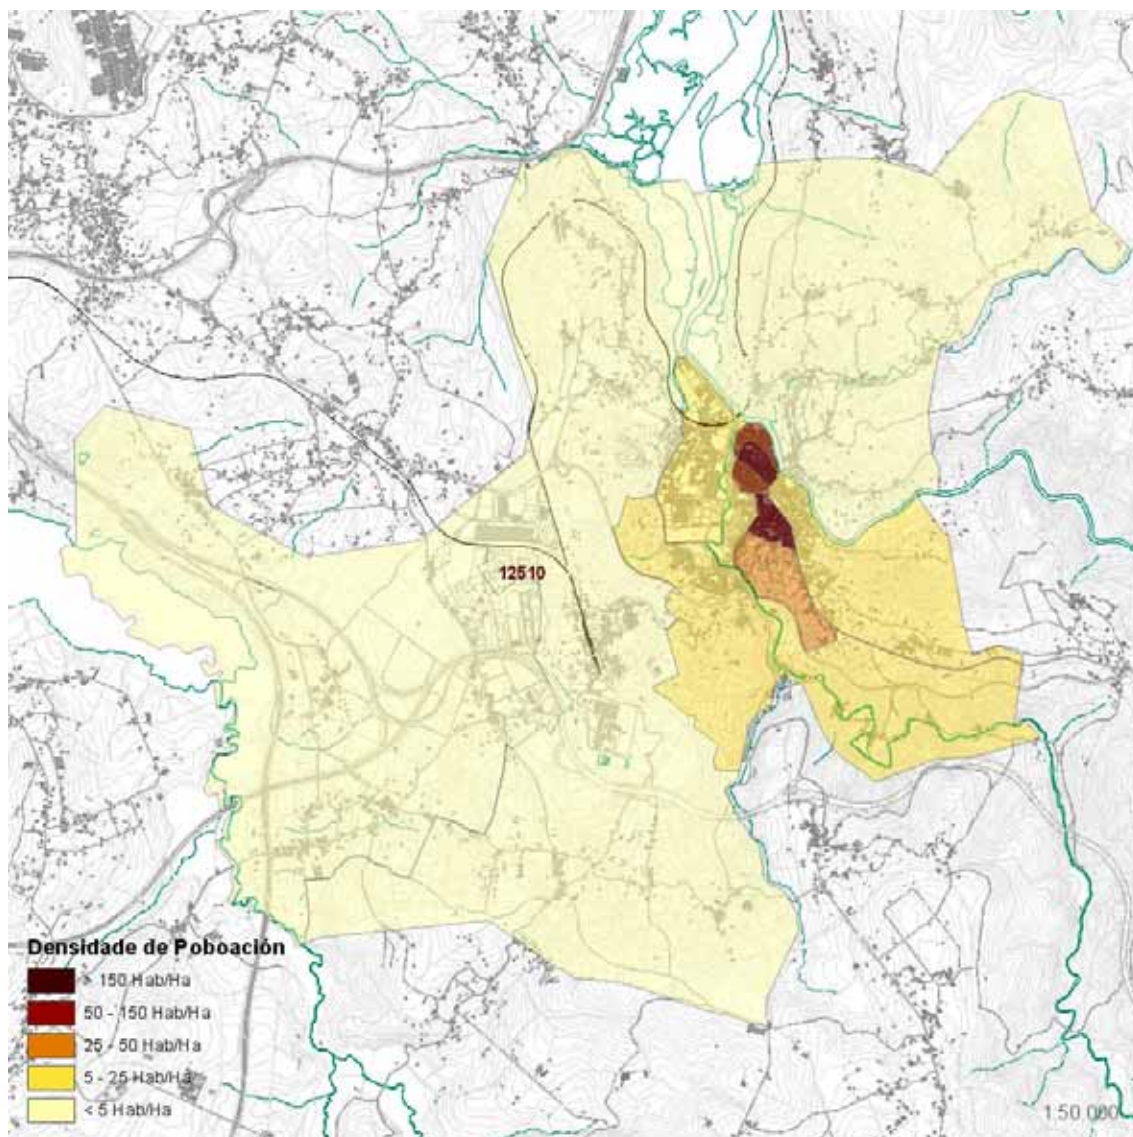 12510
Densidade de Poboación
> 150 Hab/Ha
50 - 150 Hab/Ha
25 - 50 Hab/Ha
5 - 25 Hab/Ha
< 5 Hab/Ha
1:50.000